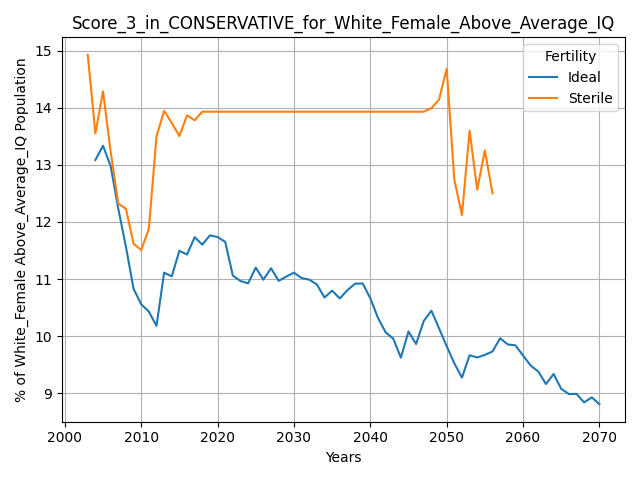 Score_3_in_CONSERVATIVE_for_White_Female_Above_Average_IQ
% of White_Female Above_Average_IQ Population
15
14
13
12
11
10
9
Fertility
Ideal
Sterile
2000 2010 2020 2030 2040 2050 2060 2070
Years